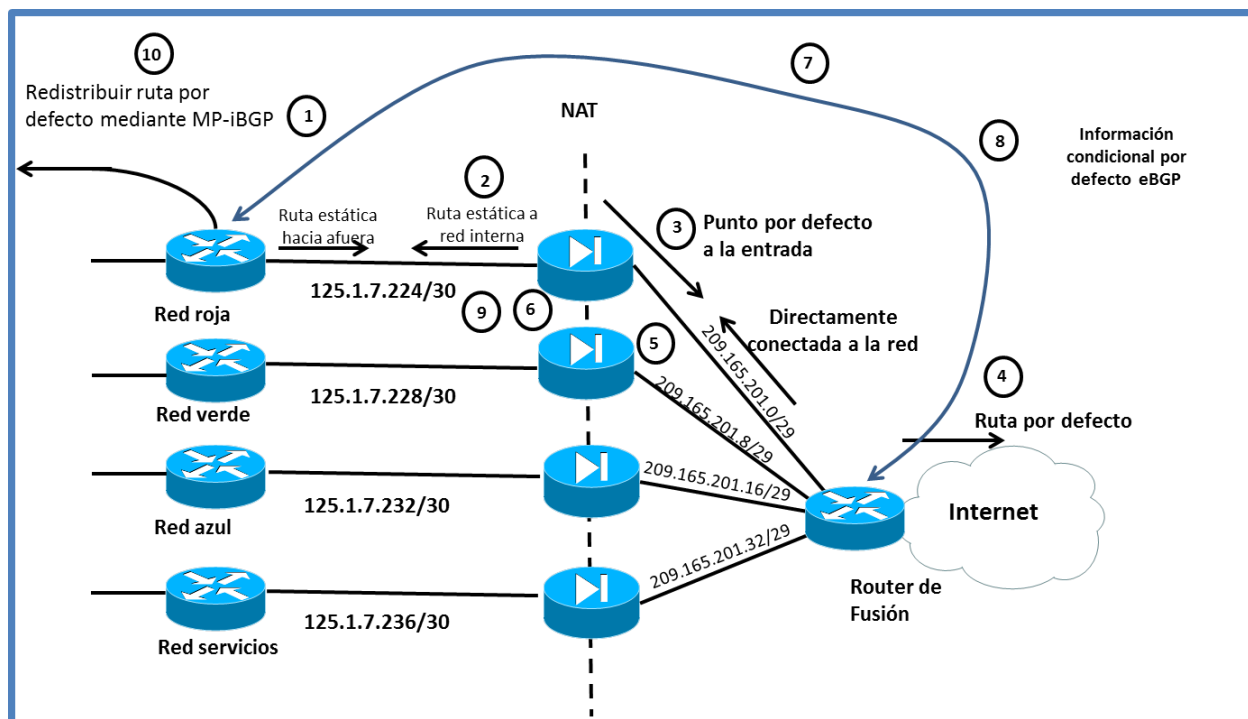 10
Redistribuir ruta por
defecto mediante MP-iBGP
1
7
NAT
8
Información
condicional por
defecto eBGP
2
Ruta estática
hacia afuera
Ruta estática a
red interna
3
Punto por defecto
a la entrada
125.1.7.224/30
Red roja
9
6
Directamente
conectada a la red
209.165.201.0/29
5
4
Ruta por defecto
125.1.7.228/30
Red verde
209.165.201.8/29
209.165.201.16/29
125.1.7.232/30
Red azul
Internet
209.165.201.32/29
Router de
Fusión
125.1.7.236/30
Red servicios